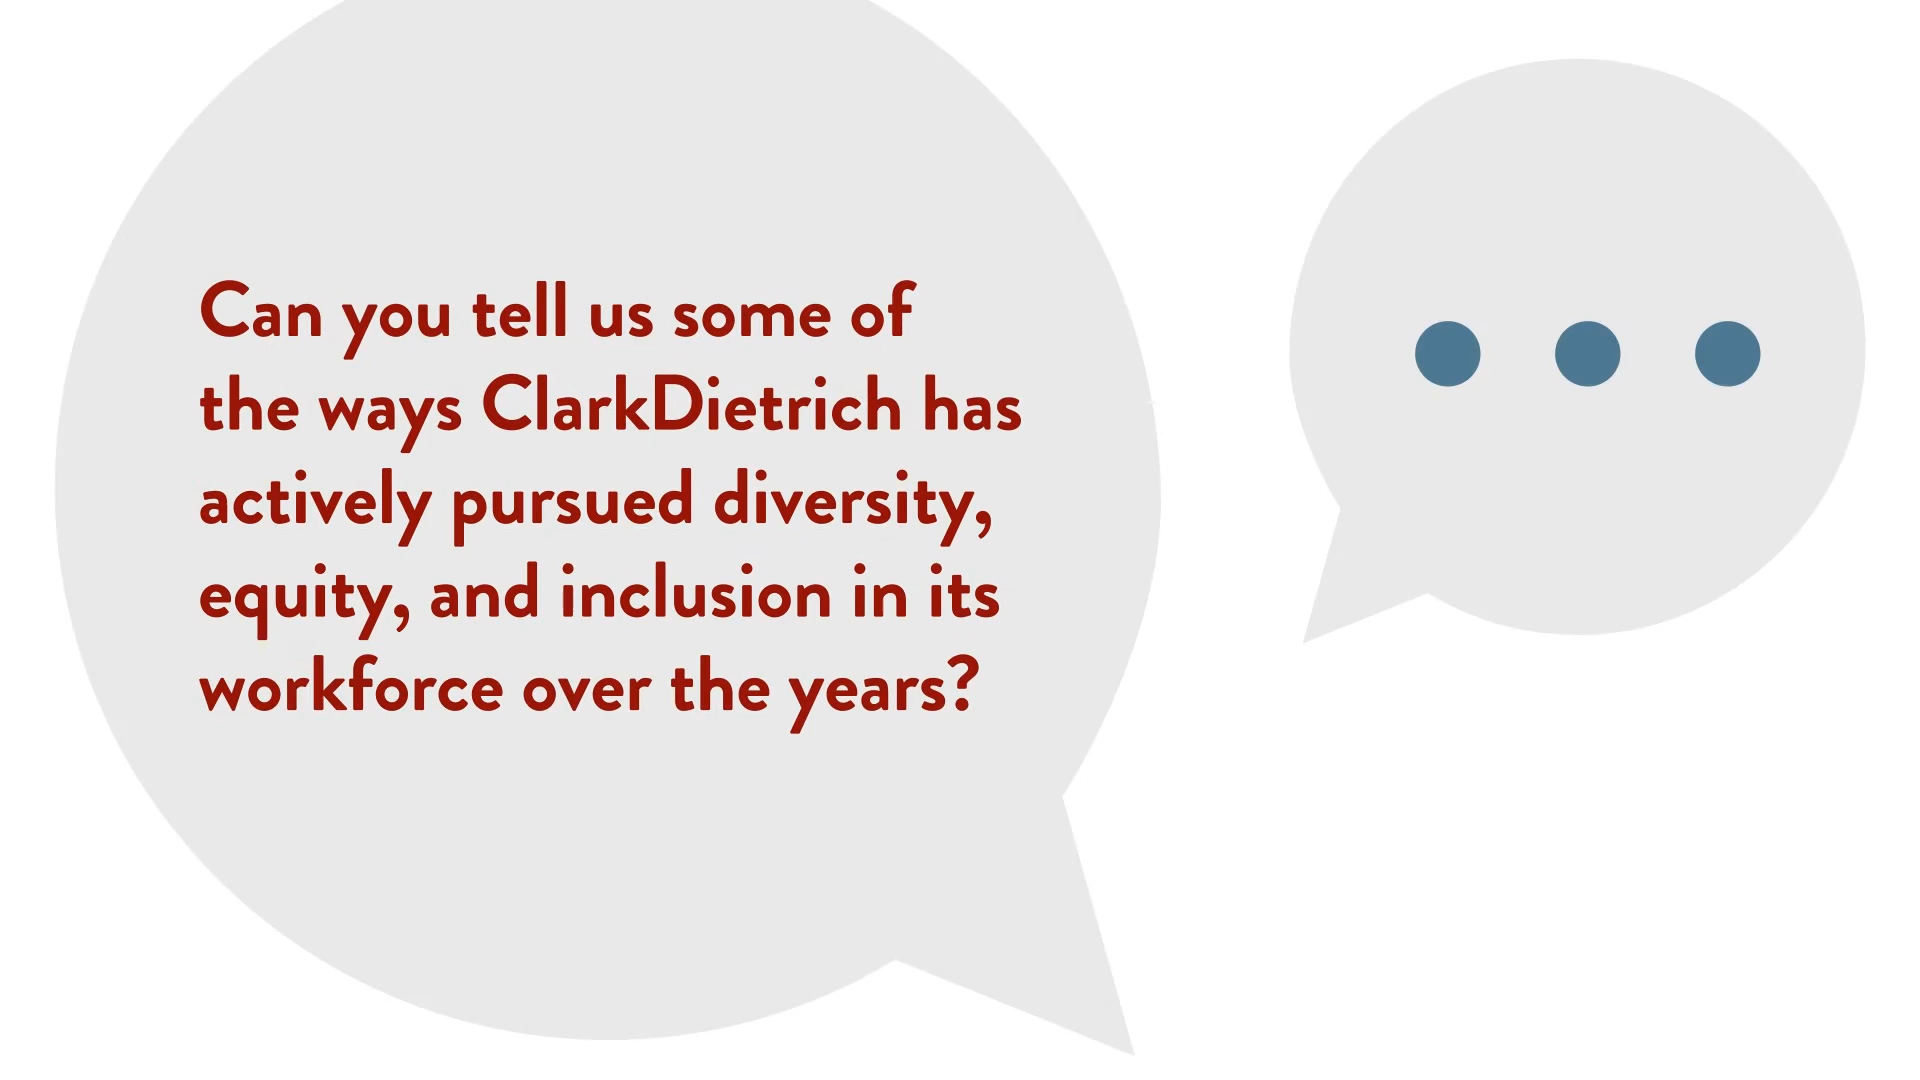 Can you tell us some of
the ways ClarkDietrich has
actively pursued diversity,
equity, and inclusion in its
workforce over the years?